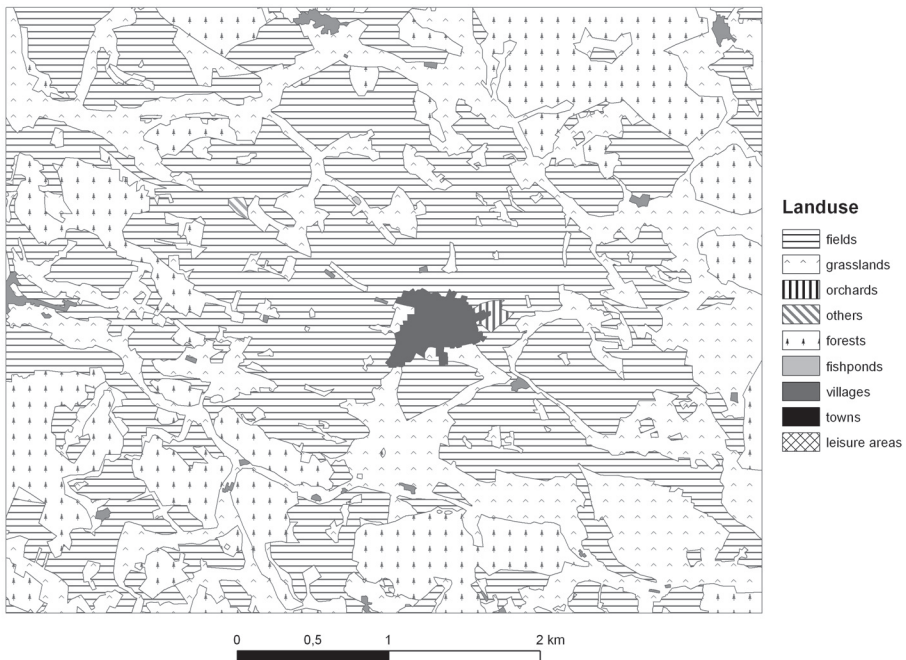 Landuse
fields
grasslands
orchards
others
forests
fishponds
villages
towns
leisure areas
0 0,5 1 2 km